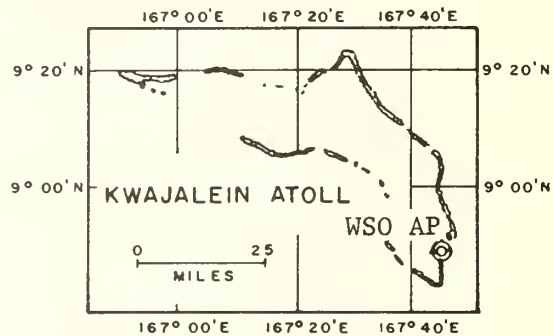 167° 00' E 167° 20' E 167° 40' E
9° 20' N 9° 20' N
9° 00' N 9° 00' N
KWAJALEIN ATOLL
WSO AP
0 25
MILES
167° 00' E 167° 20' E 167° 40' E